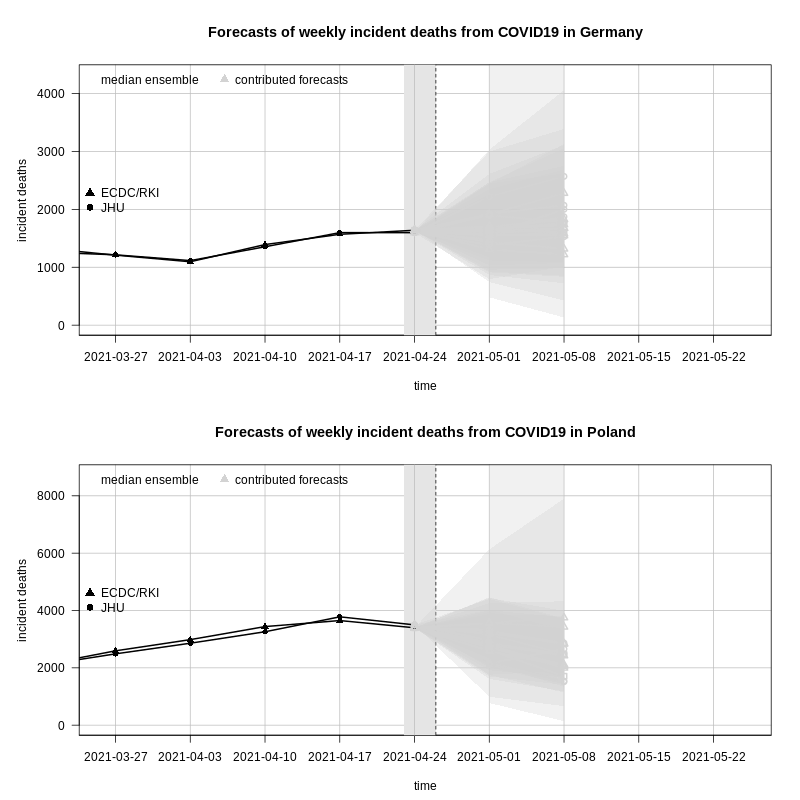 Forecasts of weekly incident deaths from COVID19 in Germany
median ensemble contributed forecasts
4000
3000
ECDC/RKI
2000
JHU
1000
0
incident deaths
2021-03-27 2021-04-03 2021-04-10 2021-04-17 2021-04-24 2021-05-01 2021-05-08 2021-05-15 2021-05-22
time
Forecasts of weekly incident deaths from COVID19 in Poland
median ensemble contributed forecasts
8000
6000
ECDC/RKI
4000
JHU
2000
0
incident deaths
2021-03-27 2021-04-03 2021-04-10 2021-04-17 2021-04-24 2021-05-01 2021-05-08 2021-05-15 2021-05-22
time